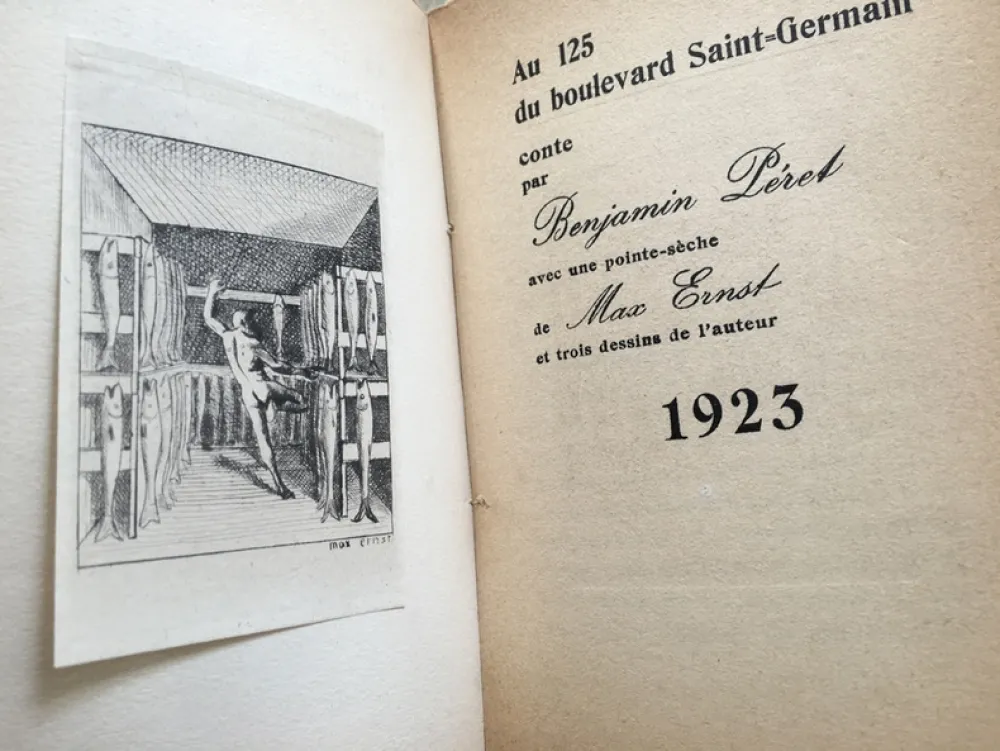 max ernst
Au 125
du boulevard Saint=Germain
conte
par
Benjamin Péret
avec une pointe-sèche
de Max Ernst
et trois dessins de l'auteur
1923